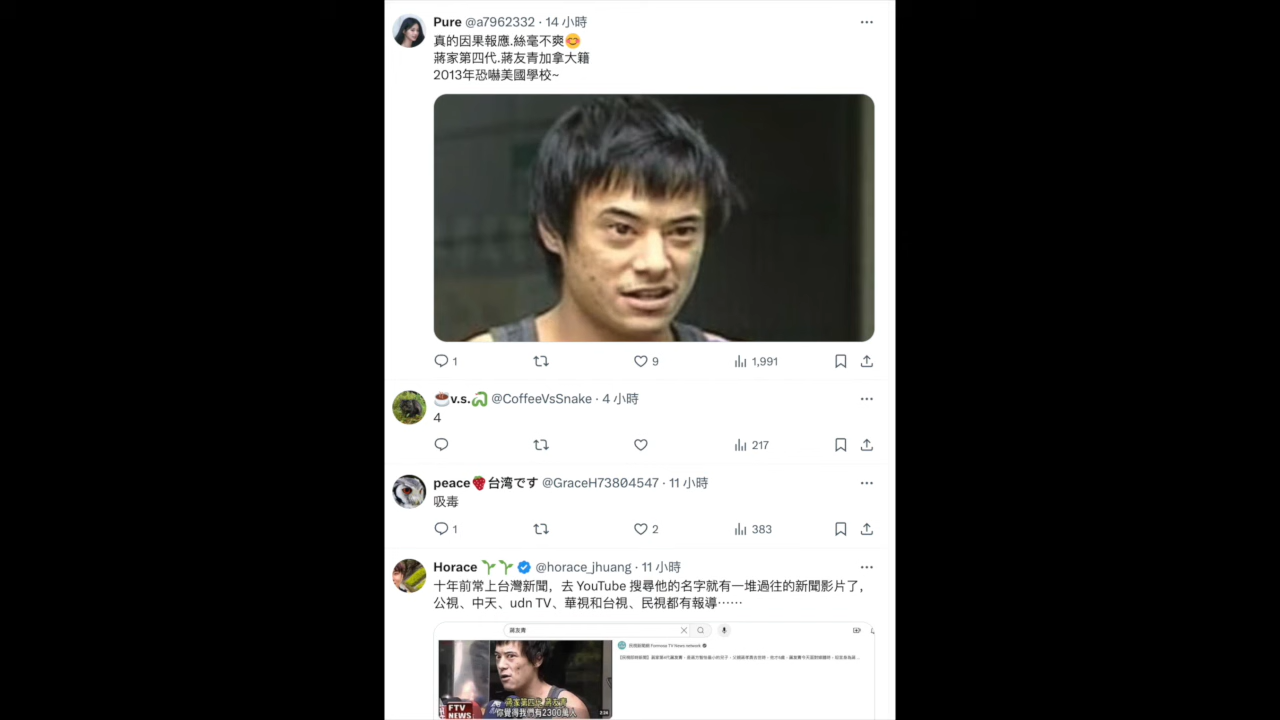 Pure @a7962332 · 14 小時
真的因果報應.絲毫不爽😊
蔣家第四代.蔣友青加拿大籍
2013年恐嚇美國學校~
1 9 1,991
☕v.s.🐍 @CoffeeVsSnake · 4 小時
4
217
peace🍓台湾です @GraceH73804547 · 11 小時
吸毒
1 2 383
Horace 🌱🌱 @horace_jhuang · 11 小時
十年前常上台灣新聞，去 YouTube 搜尋他的名字就有一堆過往的新聞影片了，
公視、中天、udn TV、華視和台視、民視都有報導⋯⋯
蔣友青
Formosa TV News network
蔣家第四代 蔣友青
你覺得我們有2300萬人
FTV
NEWS